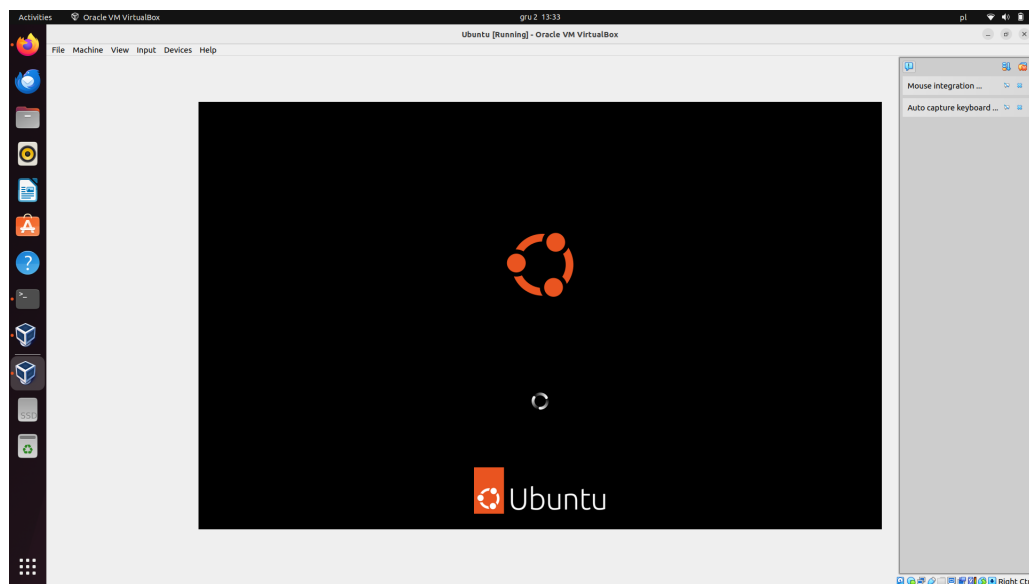 Activities Oracle VM VirtualBox gru 2 13:33 pl
Ubuntu [Running] - Oracle VM VirtualBox
File Machine View Input Devices Help
Mouse integration ...
Auto capture keyboard ...
SSD
Ubuntu
Right Ctrl